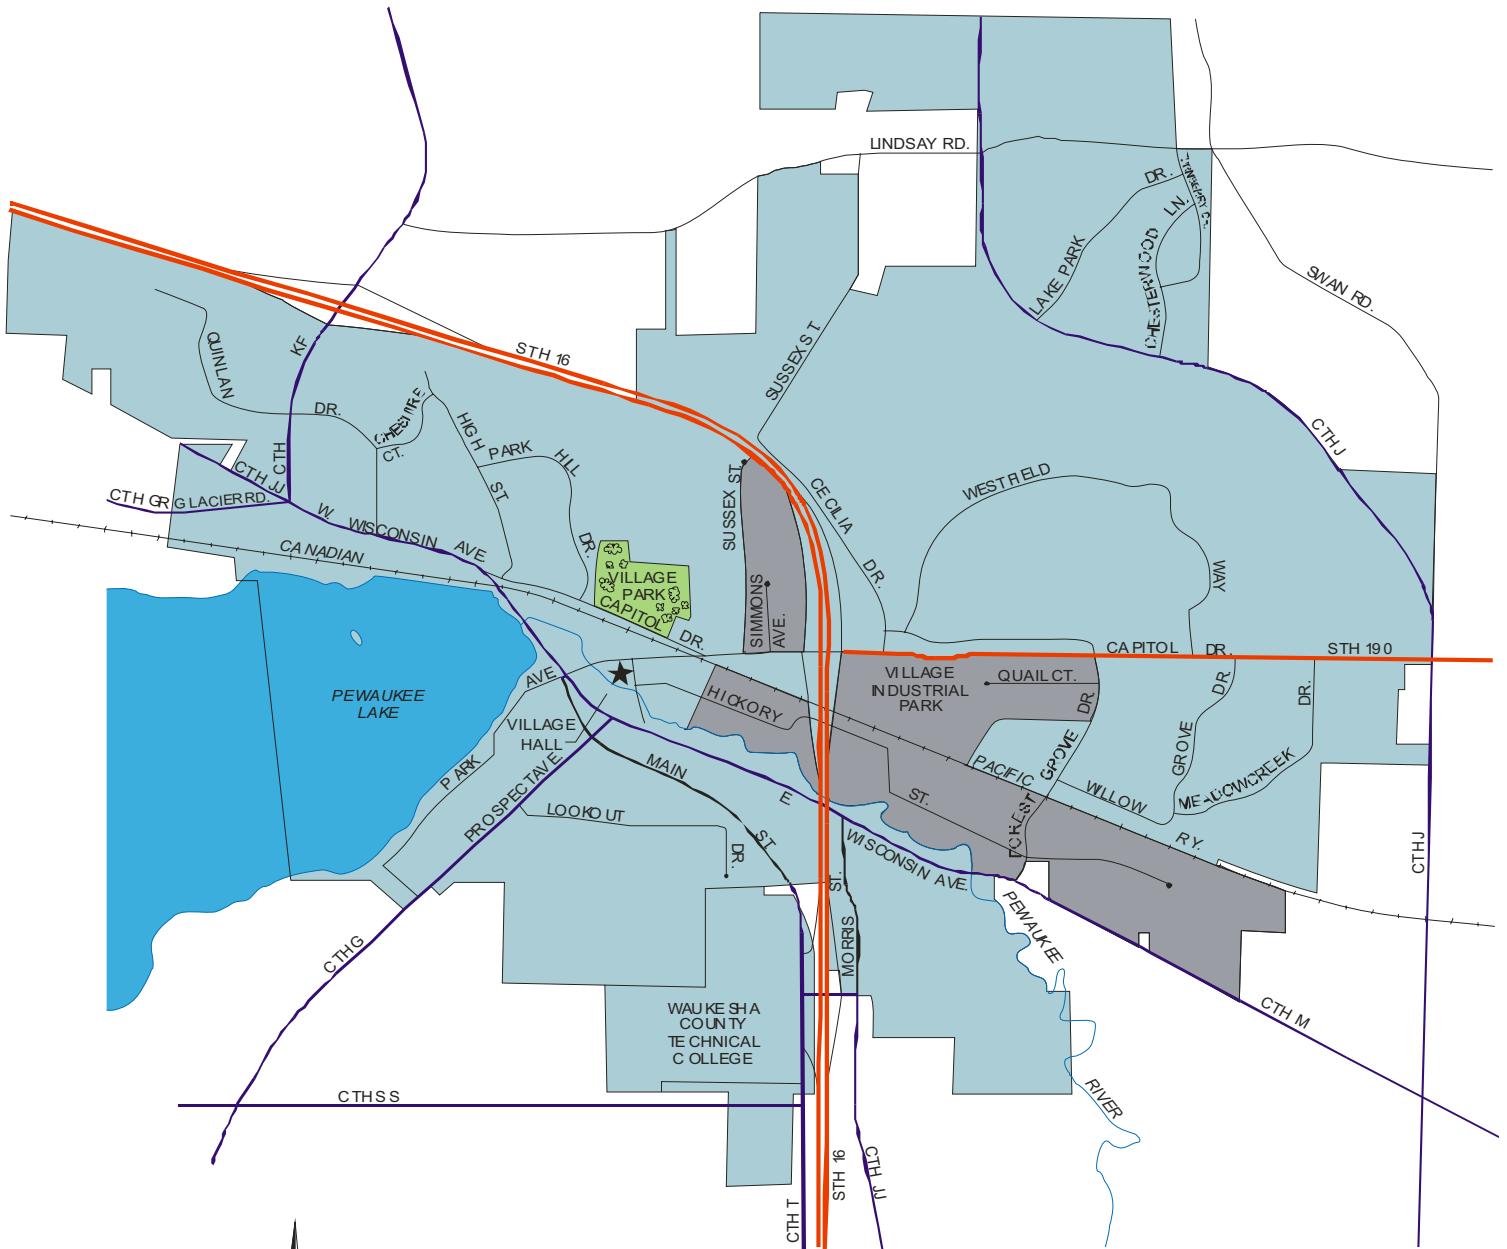 LINDSAY RD.
DR.
LN.
LAKE PARK
CHESTERWOOD
SWAN RD.
STH 16
KF
QUINLAN
DR.
SUSSEX ST.
CHESHIRE
CT.
HIGH
ST.
PARK
HILL
DR.
CTH J
CTH
CTH JJ
CTH GR GLACIER RD.
W. WISCONSIN AVE
CANADIAN
SUSSEX ST.
CECILIA
DR.
WESTFIELD
WAY
VILLAGE
PARK
CAPITOL
DR.
SIMMONS
AVE.
CAPITOL DR.
STH 190
VILLAGE
INDUSTRIAL
PARK
QUAIL CT.
DR.
DR.
DR.
PEWAUKEE
LAKE
AVE
PARK
VILLAGE
HALL
HICKORY
ST.
PACIFIC
RY.
FOREST GROVE
GROVE
WILLOW
MEADOWCREEK
PROSPECT AVE.
MAIN
ST.
E
WISCONSIN AVE.
LOOKOUT
DR.
ST.
MORRIS
CTH J
CTH G
PEWAUKEE
RIVER
CTH M
WAUKESHA
COUNTY
TECHNICAL
COLLEGE
CTH SS
CTH T
STH 16
CTH JJ